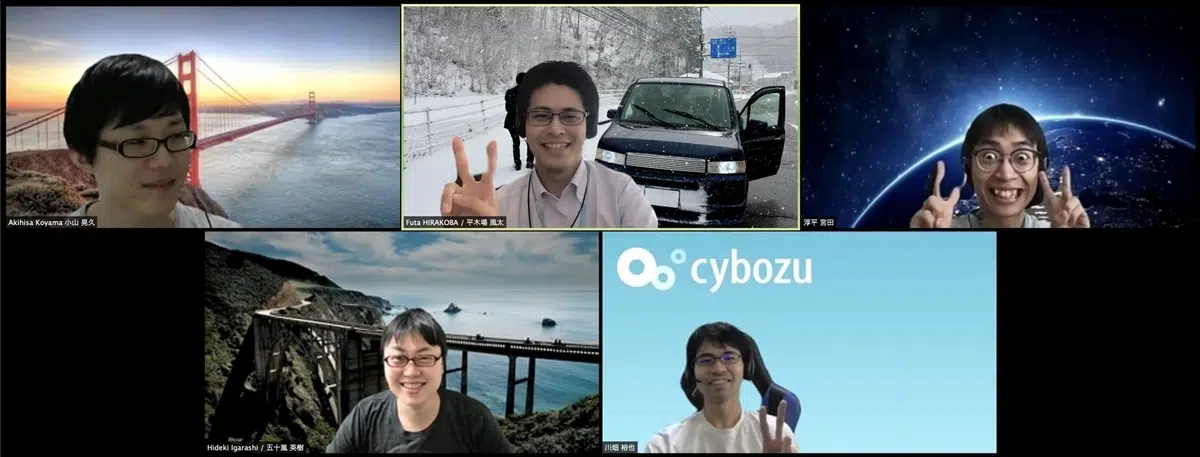 Akihisa Koyama 小山 晃久
Futa HIRAKOBA / 平木場 風太
淳平 宮田
Hideki Igarashi / 五十嵐 英樹
cybozu
川畑 裕也